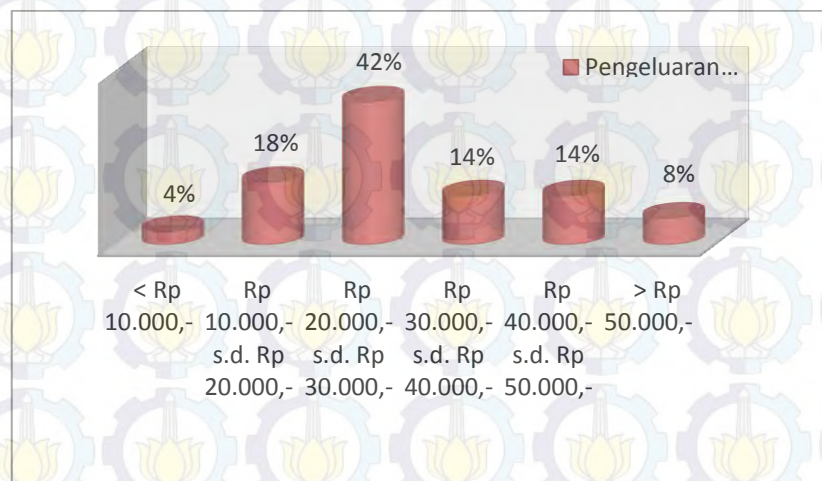 42%
Pengeluaran...
18%
14%
14%
8%
4%
< Rp 10.000,-
Rp 10.000,- s.d. Rp 20.000,-
Rp 20.000,- s.d. Rp 30.000,-
Rp 30.000,- s.d. Rp 40.000,-
Rp 40.000,- s.d. Rp 50.000,-
> Rp 50.000,-